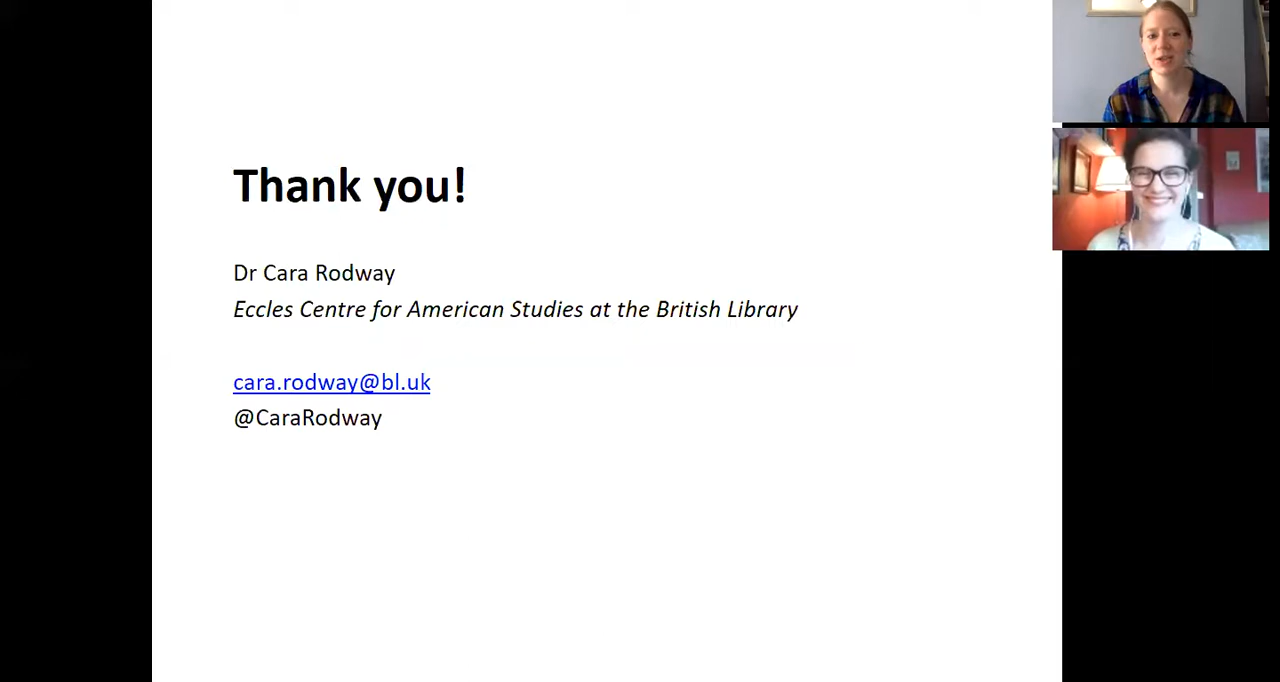 Thank you!
Dr Cara Rodway
Eccles Centre for American Studies at the British Library
cara.rodway@bl.uk
@CaraRodway